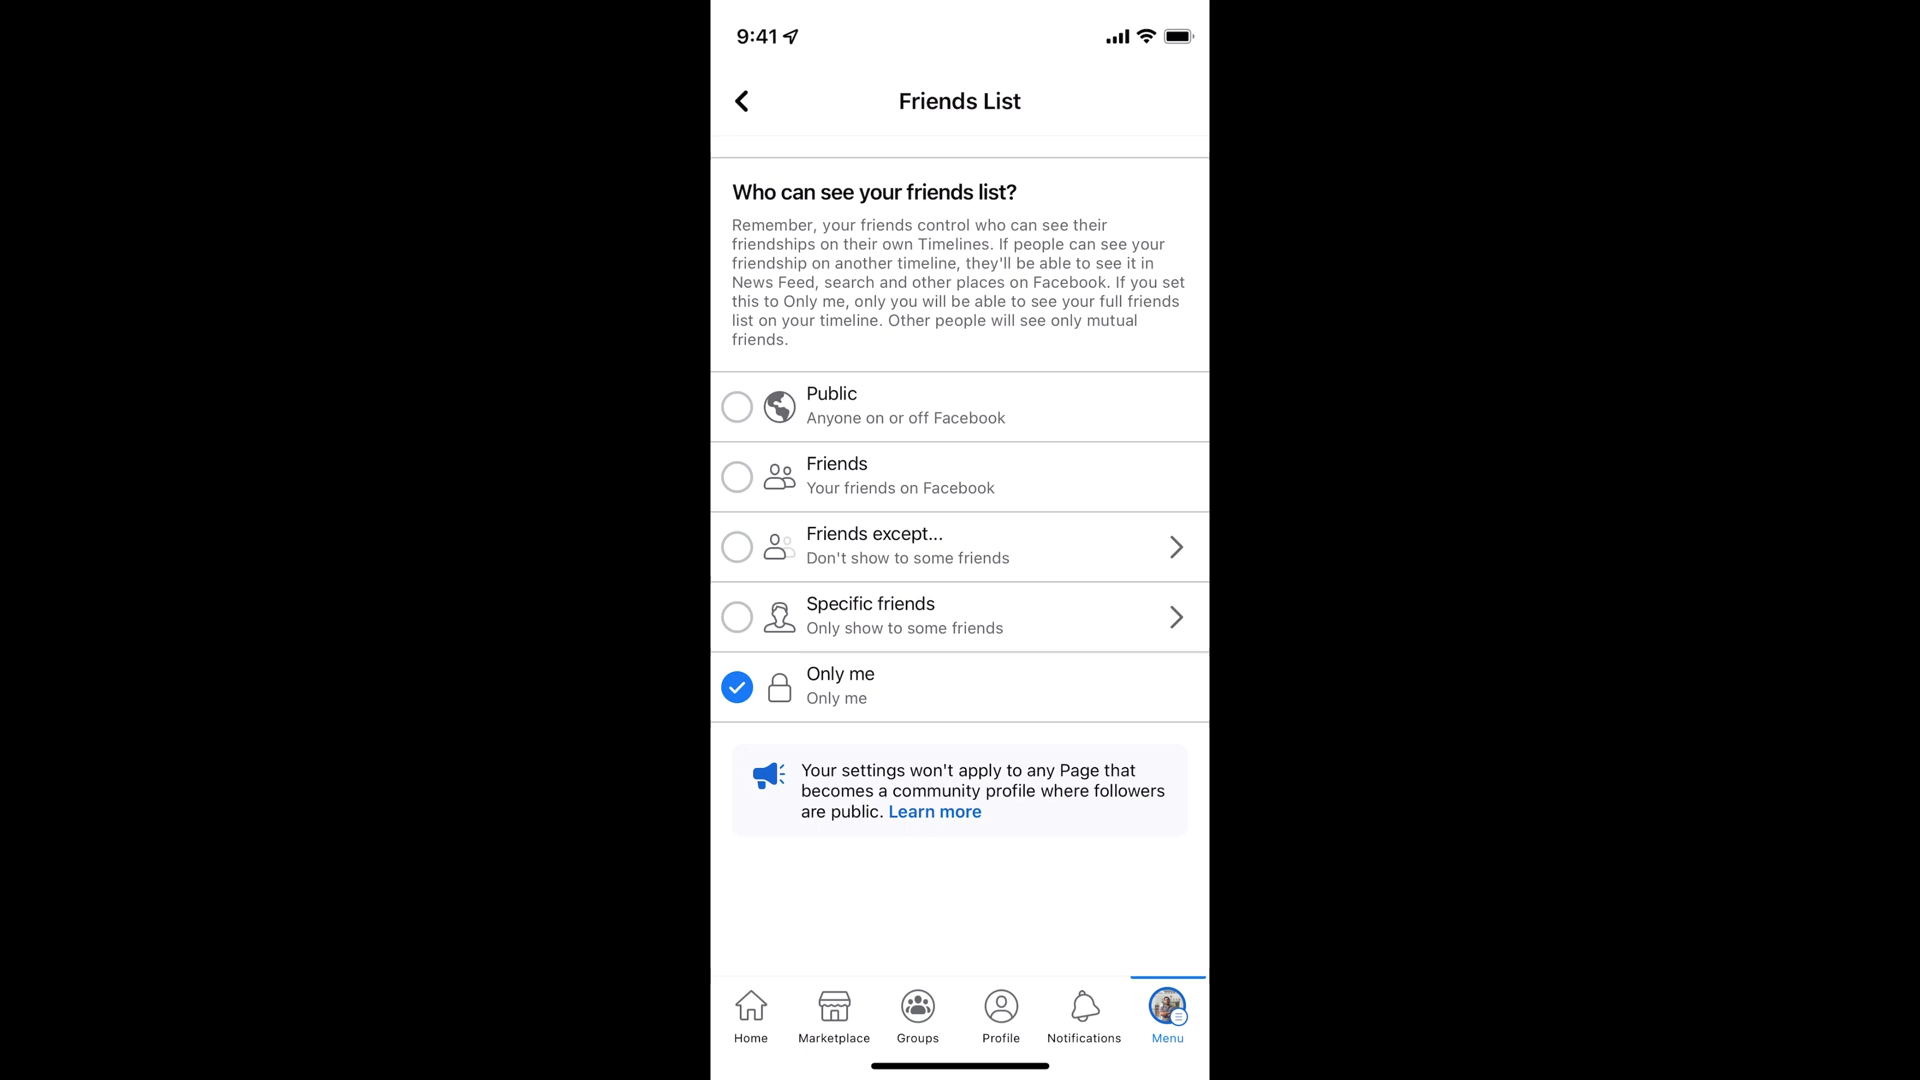 9:41
Friends List
Who can see your friends list?
Remember, your friends control who can see their
friendships on their own Timelines. If people can see your
friendship on another timeline, they'll be able to see it in
News Feed, search and other places on Facebook. If you set
this to Only me, only you will be able to see your full friends
list on your timeline. Other people will see only mutual
friends.
Public
Anyone on or off Facebook
Friends
Your friends on Facebook
Friends except...
Don't show to some friends
Specific friends
Only show to some friends
Only me
Only me
Your settings won't apply to any Page that
becomes a community profile where followers
are public. Learn more
Home Marketplace Groups Profile Notifications Menu